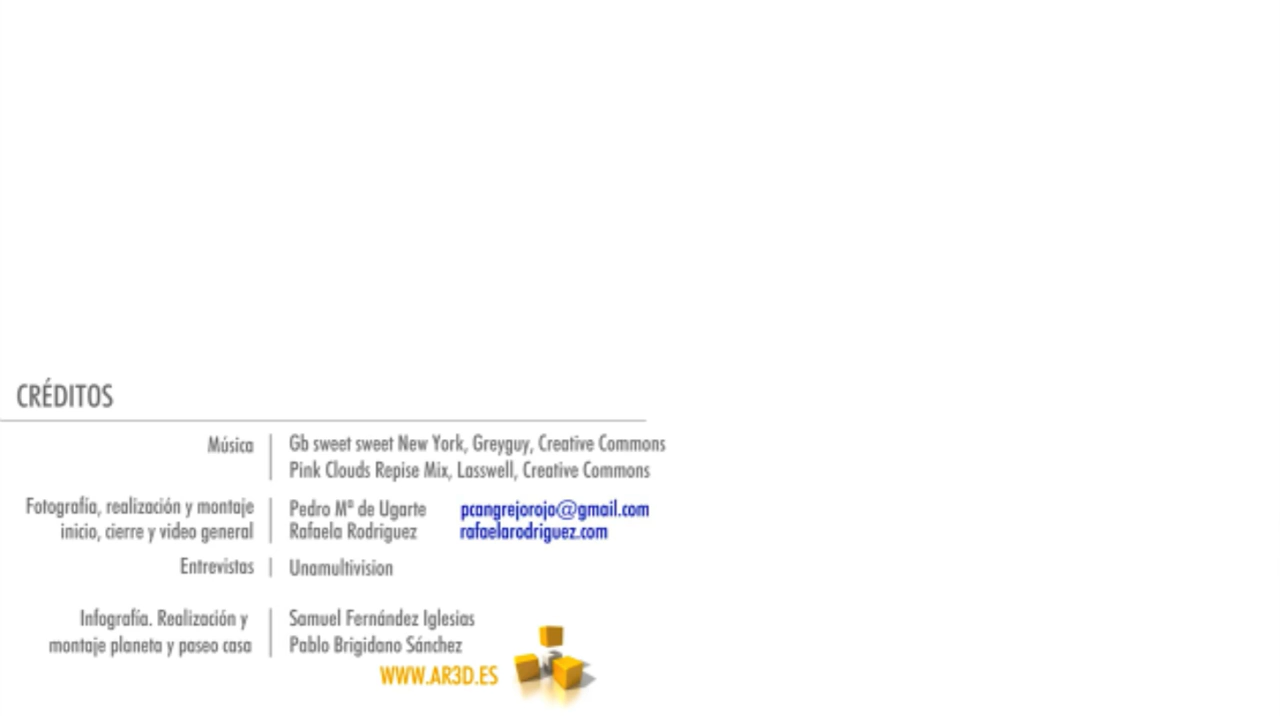 CRÉDITOS
Música
Gb sweet sweet New York, Greyguy, Creative Commons
Pink Clouds Repise Mix, Lasswell, Creative Commons
Fotografía, realización y montaje
inicio, cierre y video general
Pedro Mª de Ugarte pcangrejorojo@gmail.com
Rafaela Rodriguez rafaelarodriguez.com
Entrevistas
Unamultivision
Infografía. Realización y
montaje planeta y paseo casa
Samuel Fernández Iglesias
Pablo Brigidano Sánchez
WWW.AR3D.ES